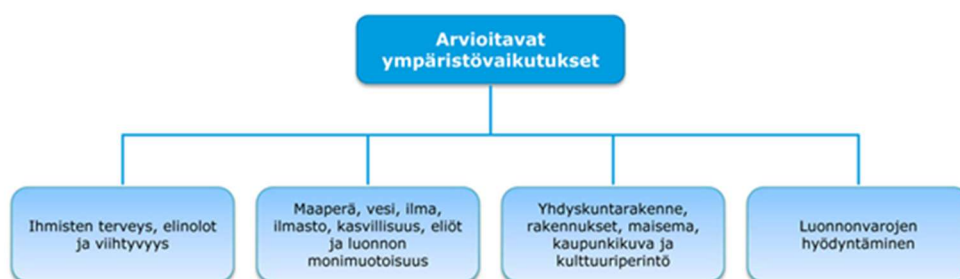 Arvioitavat
ympäristövaikutukset
Ihmisten terveys, elinolot
ja viihtyvyys
Maaperä, vesi, ilma,
ilmasto, kasvillisuus, eliöt
ja luonnon
monimuotoisuus
Yhdyskuntarakenne,
rakennukset, maisema,
kaupunkikuva ja
kulttuuriperintö
Luonnonvarojen
hyödyntäminen